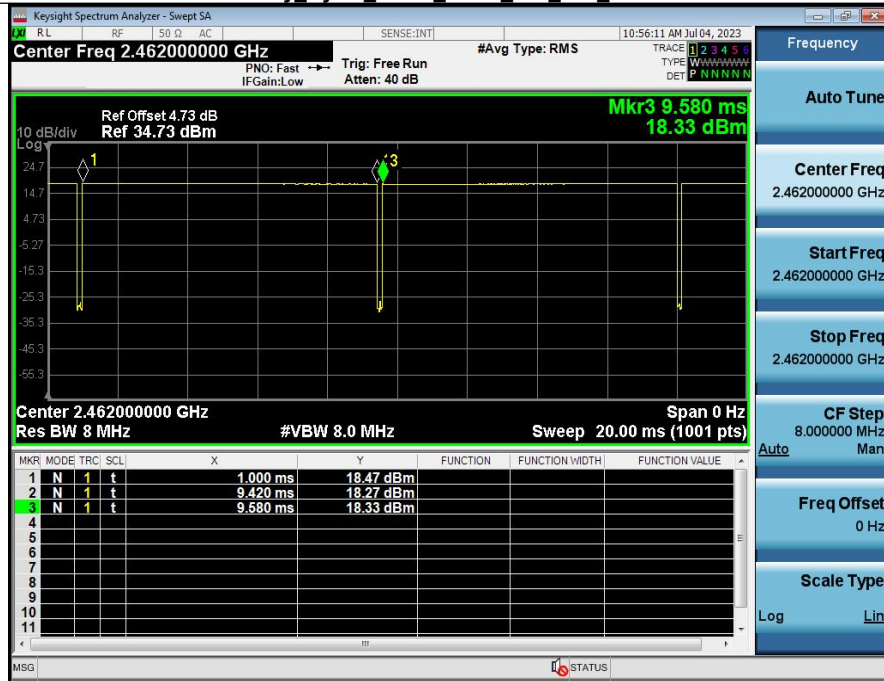 Keysight Spectrum Analyzer - Swept SA
RL RF 50 Ω AC SENSE:INT 10:56:11 AM Jul 04, 2023
Center Freq 2.462000000 GHz #Avg Type: RMS TRACE 1 2 3 4 5 6
PNO: Fast Trig: Free Run TYPE WWWWWW
IFGain:Low Atten: 40 dB DET P N N N N N
Mkr3 9.580 ms
18.33 dBm
Ref Offset 4.73 dB
10 dB/div Ref 34.73 dBm
Log
1 3
24.7
14.7
4.73
-5.27
-15.3
-25.3
-35.3
-45.3
-55.3
Center 2.462000000 GHz Span 0 Hz
Res BW 8 MHz #VBW 8.0 MHz Sweep 20.00 ms (1001 pts)
MKR MODE TRC SCL X Y FUNCTION FUNCTION WIDTH FUNCTION VALUE
1 N 1 t 1.000 ms 18.47 dBm
2 N 1 t 9.420 ms 18.27 dBm
3 N 1 t 9.580 ms 18.33 dBm
4
5
6
7
8
9
10
11
MSG STATUS
Frequency
Auto Tune
Center Freq
2.462000000 GHz
Start Freq
2.462000000 GHz
Stop Freq
2.462000000 GHz
CF Step
8.000000 MHz
Auto Man
Freq Offset
0 Hz
Scale Type
Log Lin